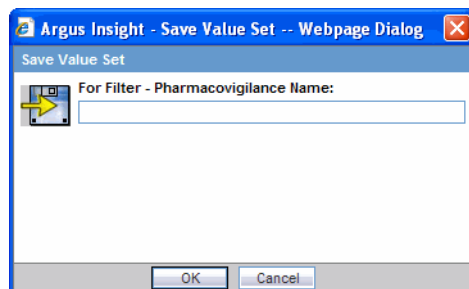 Argus Insight - Save Value Set -- Webpage Dialog
Save Value Set
For Filter - Pharmacovigilance Name:
OK Cancel